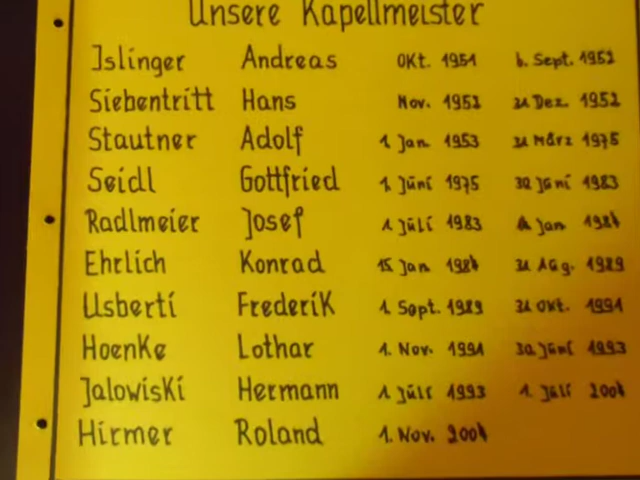 Unsere Kapellmeister
Islinger Andreas Okt. 1951 6. Sept. 1952
Siebentritt Hans Nov. 1952 31 Dez. 1952
Stautner Adolf 1 Jan 1953 31 März 1975
Seidl Gottfried 1. Juni 1975 30 Juni 1983
Radlmeier Josef 1 Juli 1983 Jan 1984
Ehrlich Konrad 15 Jan 1984 31 Aug. 1989
Usberti Frederik 1. Sept. 1989 31 Okt. 1991
Hoenke Lothar 1. Nov. 1991 30 Juni 1993
Jalowiski Hermann 1 Juli 1993 1. Juli 2004
Hirmer Roland 1. Nov. 2004